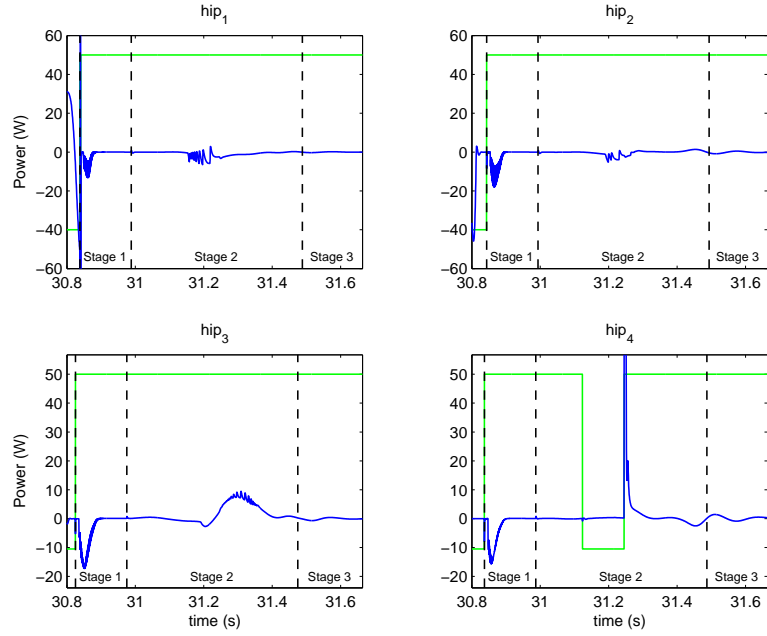 hip1
hip2
60
40
20
0
−20
−40
−60
Power (W)
Stage 1
Stage 2
Stage 3
30.8
31
31.2
31.4
31.6
60
40
20
0
−20
−40
−60
Stage 1
Stage 2
Stage 3
30.8
31
31.2
31.4
31.6
hip3
hip4
50
40
30
20
10
0
−10
−20
Power (W)
Stage 1
Stage 2
Stage 3
30.8
31
31.2
31.4
31.6
time (s)
50
40
30
20
10
0
−10
−20
Stage 1
Stage 2
Stage 3
30.8
31
31.2
31.4
31.6
time (s)